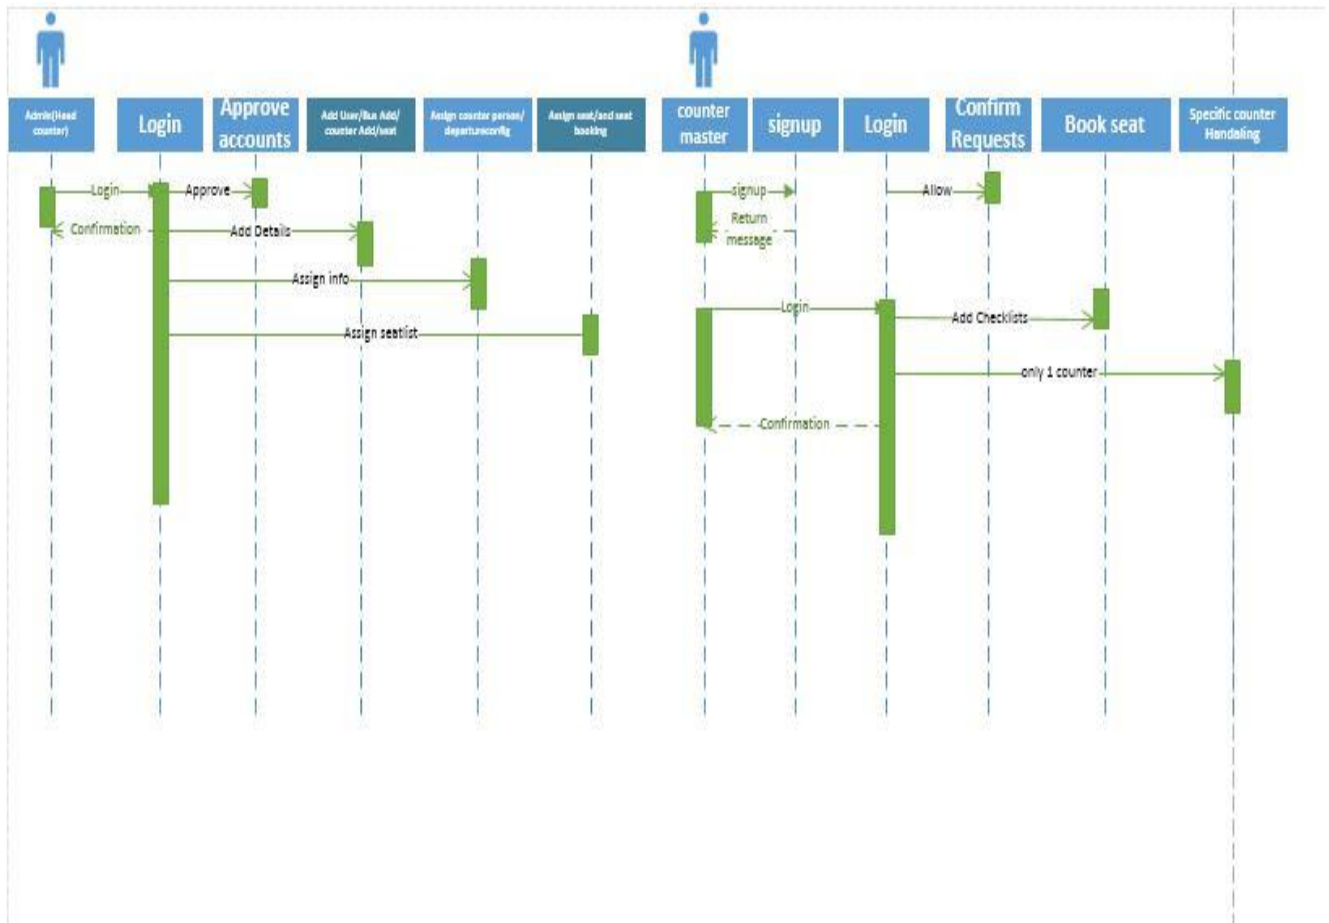 Admin(Head
counter)
Login
Approve
accounts
Add User/Bus Add/
counter Add/seat
Assign counter person/
departureconfig
Assign seat/and seat
booking
counter
master
signup
Login
Confirm
Requests
Book seat
Specific counter
Handaling
Login
Approve
Confirmation
Add Details
Assign info
Assign seatlist
signup
Return
message
Allow
Login
Add Checklists
only 1 counter
Confirmation